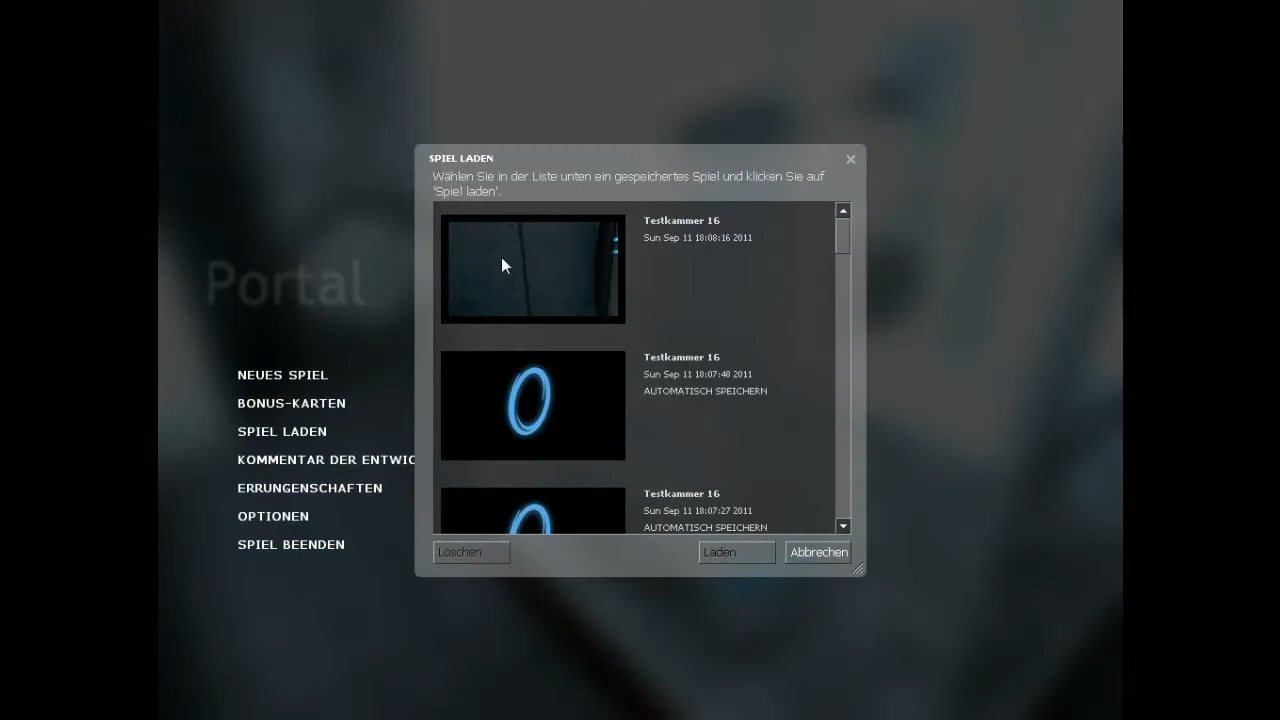 SPIEL LADEN
Wählen Sie in der Liste unten ein gespeichertes Spiel und klicken Sie auf
'Spiel laden'.
Testkammer 16
Sun Sep 11 18:08:16 2011
Testkammer 16
Sun Sep 11 18:07:48 2011
AUTOMATISCH SPEICHERN
Testkammer 16
Sun Sep 11 18:07:27 2011
AUTOMATISCH SPEICHERN
Löschen
Laden
Abbrechen
Portal
NEUES SPIEL
BONUS-KARTEN
SPIEL LADEN
KOMMENTAR DER ENTWIC
ERRUNGENSCHAFTEN
OPTIONEN
SPIEL BEENDEN